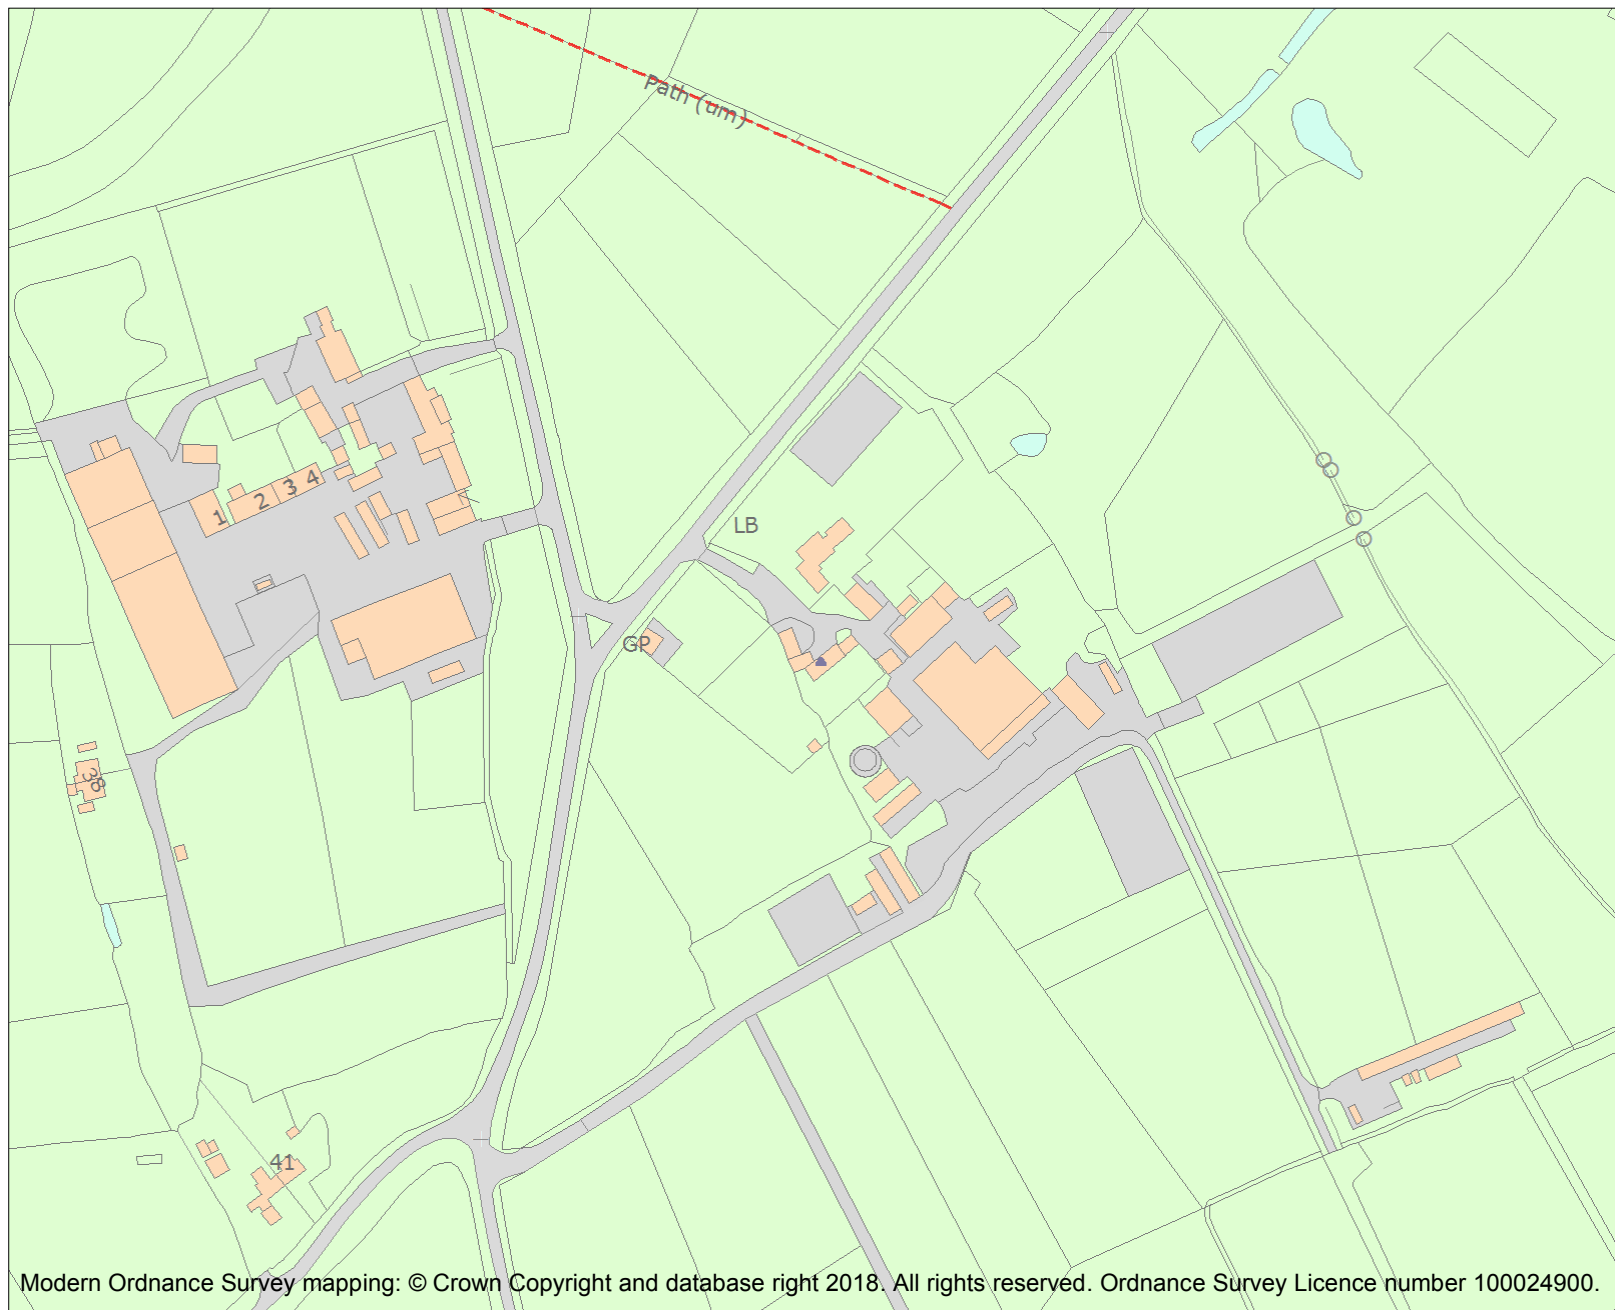 Path (um)
LB
1
2
3
4
GP
38
41
Modern Ordnance Survey mapping: © Crown Copyright and database right 2018. All rights reserved. Ordnance Survey Licence number 100024900.